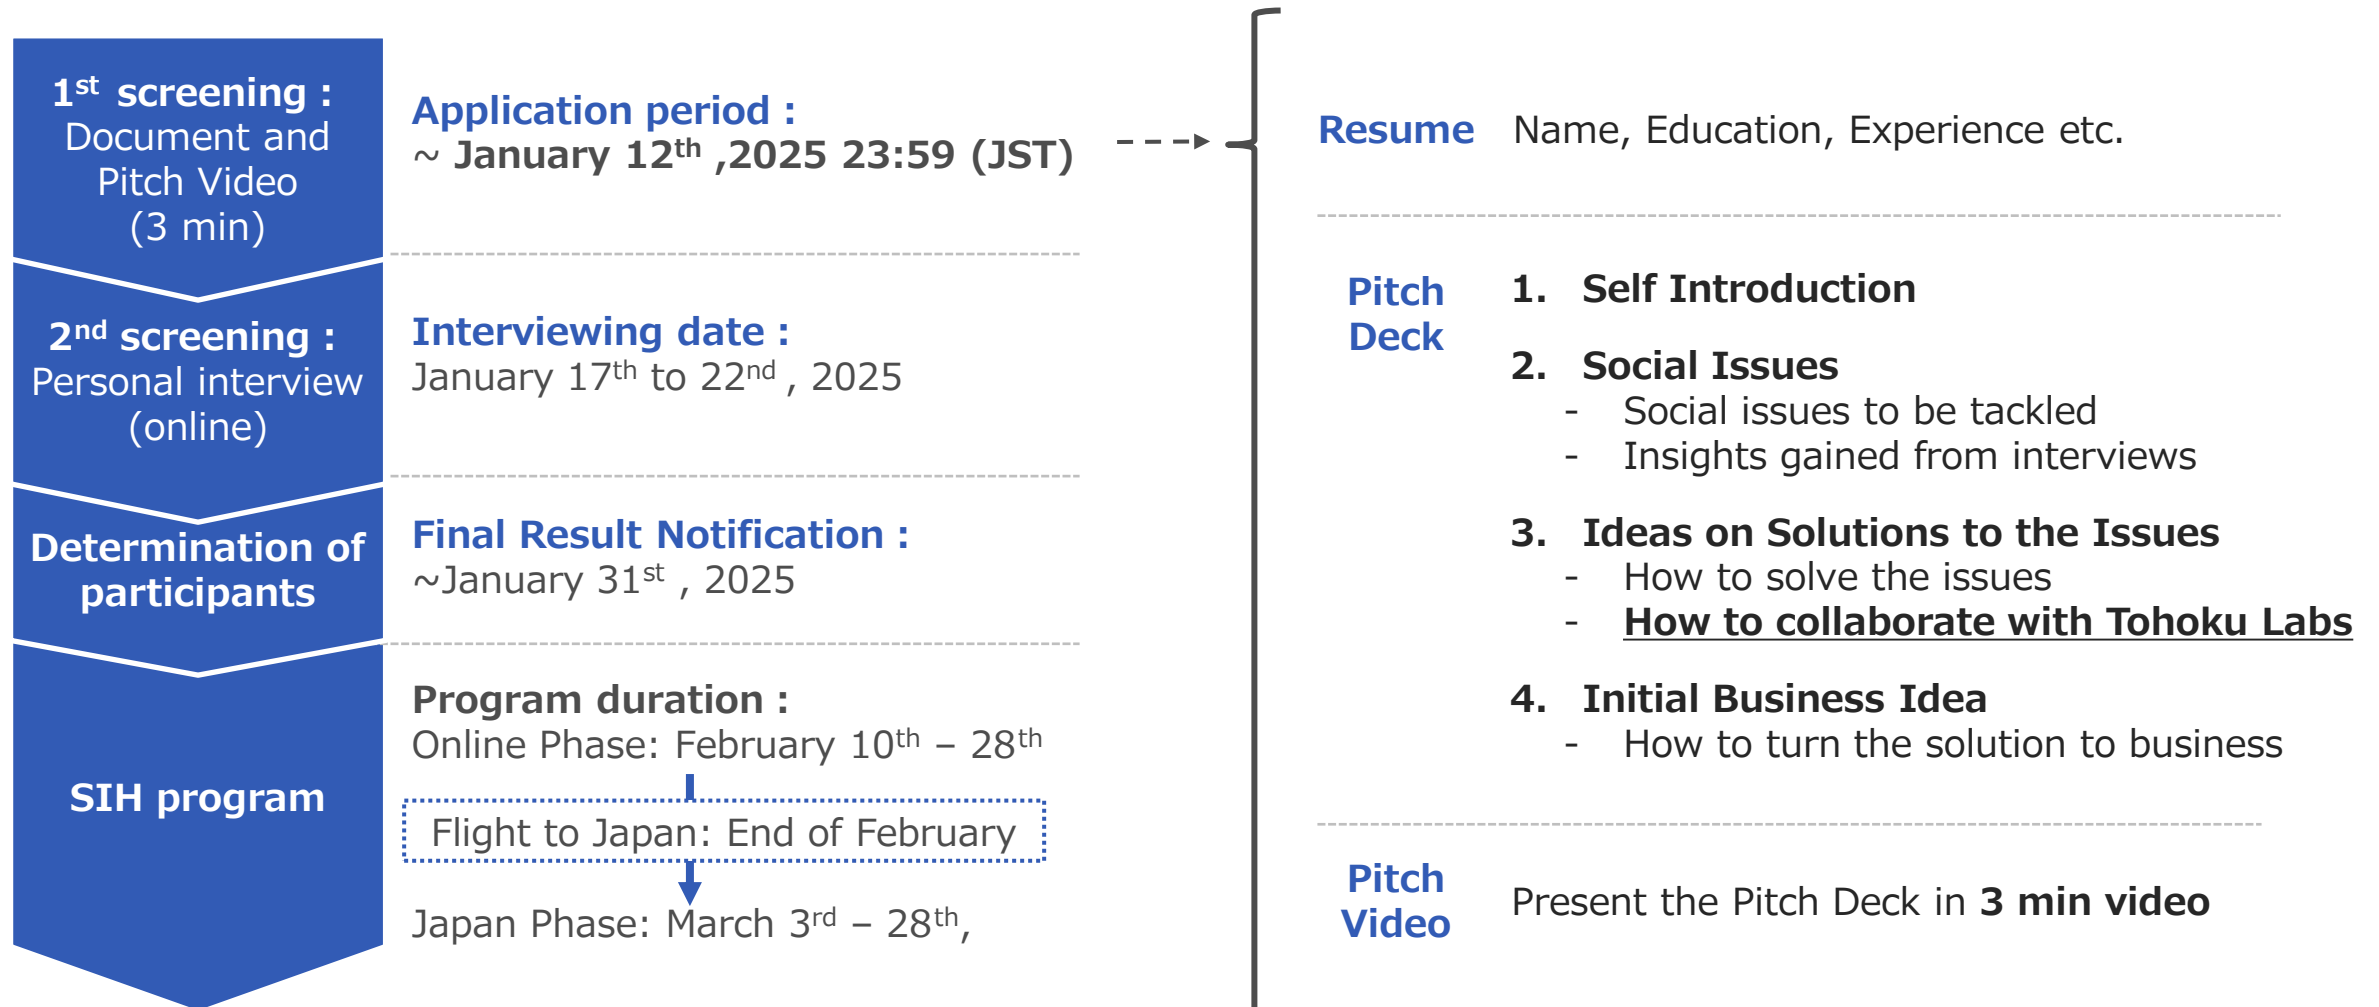 1st screening :
Document and
Pitch Video
(3 min)
Application period :
~ January 12th ,2025 23:59 (JST)
2nd screening :
Personal interview
(online)
Interviewing date :
January 17th to 22nd , 2025
Determination of
participants
Final Result Notification :
~January 31st , 2025
SIH program
Program duration :
Online Phase: February 10th – 28th
Flight to Japan: End of February
Japan Phase: March 3rd – 28th,
Resume Name, Education, Experience etc.
Pitch
Deck
1. Self Introduction
2. Social Issues
- Social issues to be tackled
- Insights gained from interviews
3. Ideas on Solutions to the Issues
- How to solve the issues
- How to collaborate with Tohoku Labs
4. Initial Business Idea
- How to turn the solution to business
Pitch
Video
Present the Pitch Deck in 3 min video